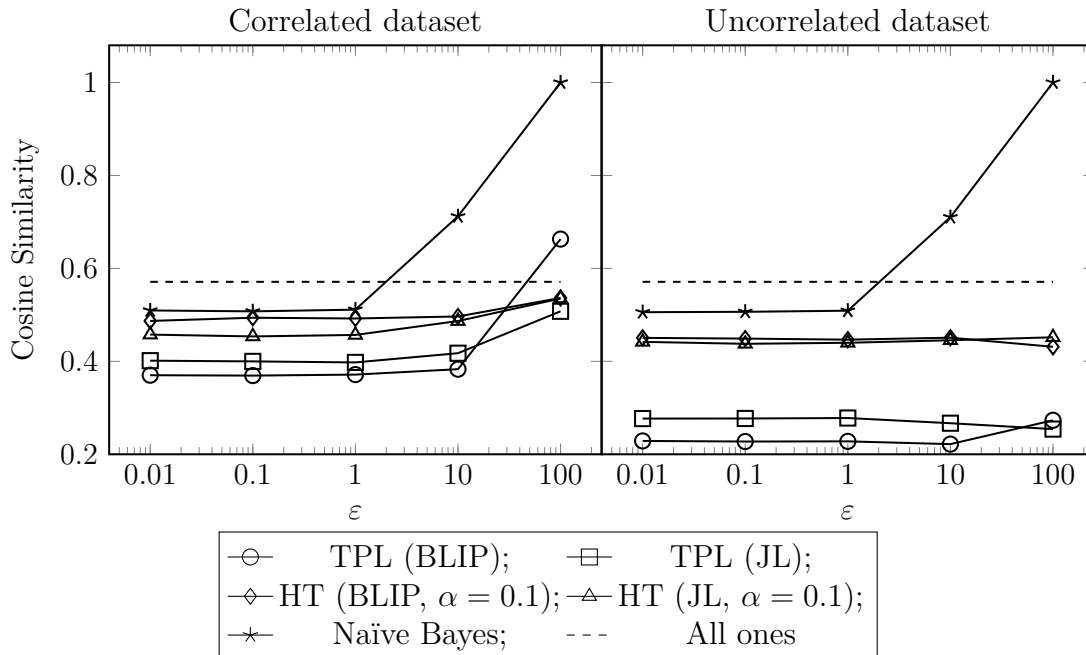 Correlated dataset
Uncorrelated dataset
Cosine Similarity
1
0.8
0.6
0.4
0.2
0.01 0.1 1 10 100
0.01 0.1 1 10 100
ε
ε
TPL (BLIP); TPL (JL);
HT (BLIP, α = 0.1); HT (JL, α = 0.1);
Naïve Bayes; All ones